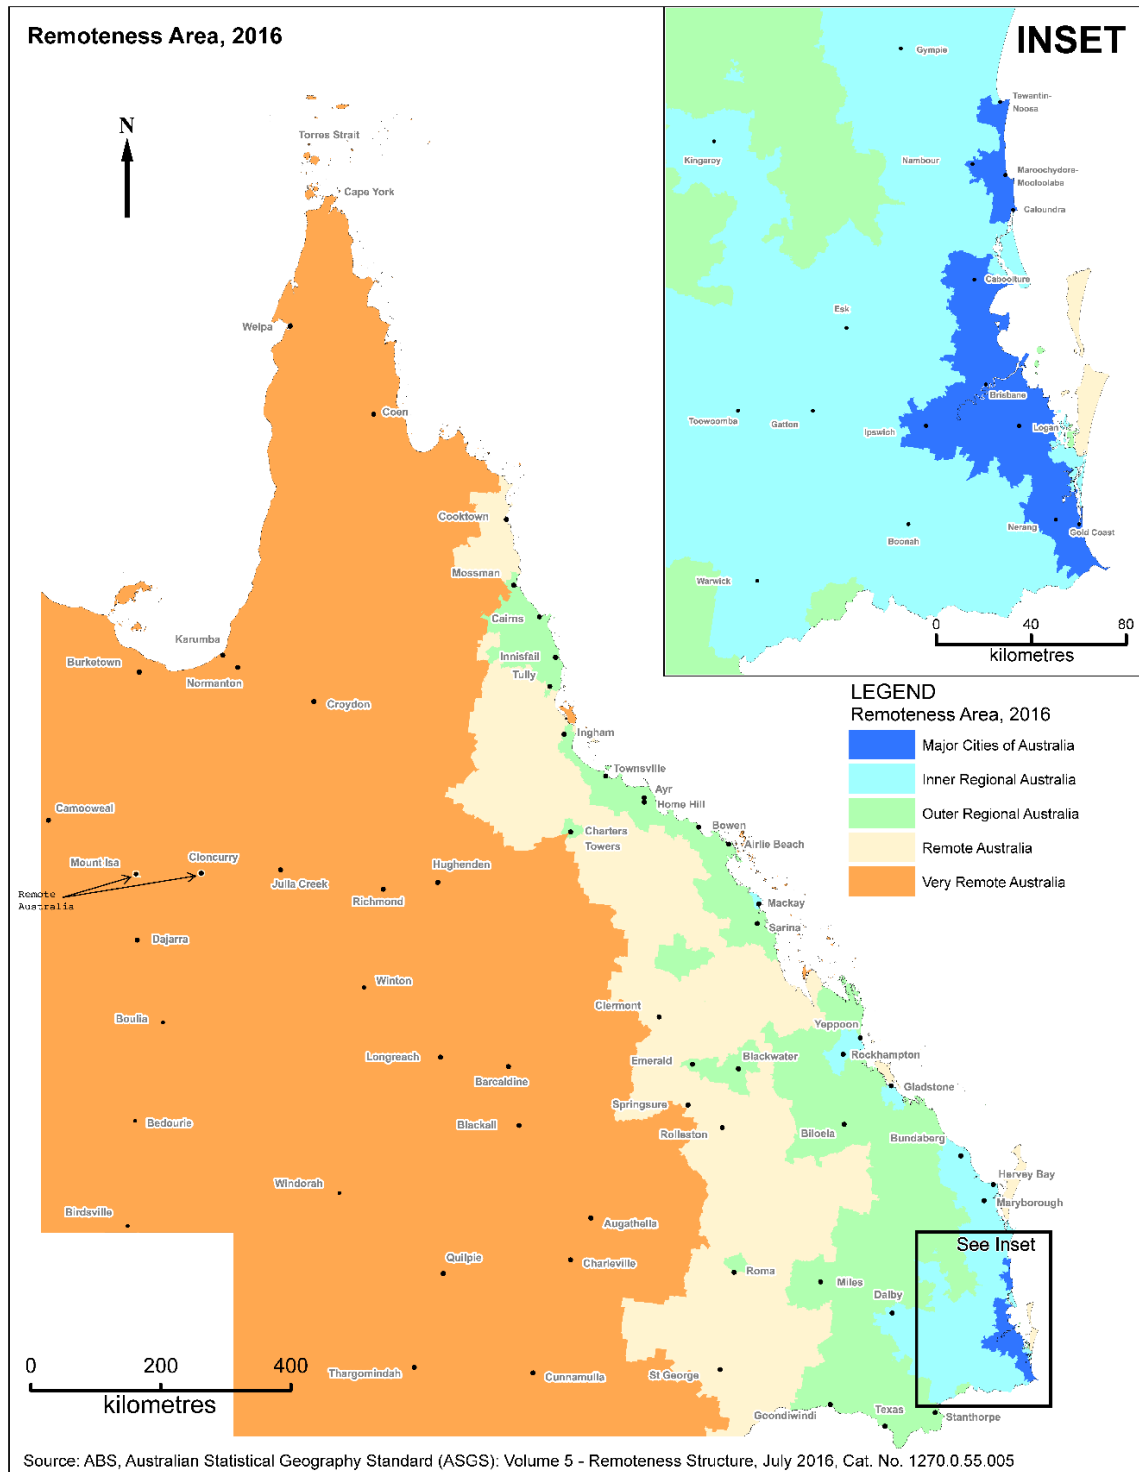 Remoteness Area, 2016
INSET
N
Torres Strait
Cape York
Weipa
Coen
Cooktown
Mossman
Cairns
Innisfail
Tully
Karumba
Burketown
Normanton
Croydon
Ingham
Townsville
Ayr
Home Hill
Bowen
Airlie Beach
Charters
Towers
Camooweal
Mount Isa
Cloncurry
Julia Creek
Hughenden
Richmond
Remote
Australia
Mackay
Sarina
Dajarra
Winton
Boulia
Clermont
Yeppoon
Rockhampton
Longreach
Barcaldine
Emerald
Blackwater
Gladstone
Springsure
Bedourie
Blackall
Rolleston
Biloela
Bundaberg
Hervey Bay
Maryborough
Windorah
Birdsville
Augathella
See Inset
Quilpie
Charleville
Roma
Miles
Dalby
Thargomindah
Cunnamulla
St George
Goondiwindi
Texas
Stanthorpe
0 200 400
kilometres
Gympie
Tewantin-
Noosa
Kingaroy
Nambour
Maroochydore-
Mooloolaba
Caloundra
Caboolture
Esk
Brisbane
Toowoomba
Gatton
Ipswich
Logan
Boonah
Nerang
Gold Coast
Warwick
0 40 80
kilometres
LEGEND
Remoteness Area, 2016
Major Cities of Australia
Inner Regional Australia
Outer Regional Australia
Remote Australia
Very Remote Australia
Source: ABS, Australian Statistical Geography Standard (ASGS): Volume 5 - Remoteness Structure, July 2016, Cat. No. 1270.0.55.005